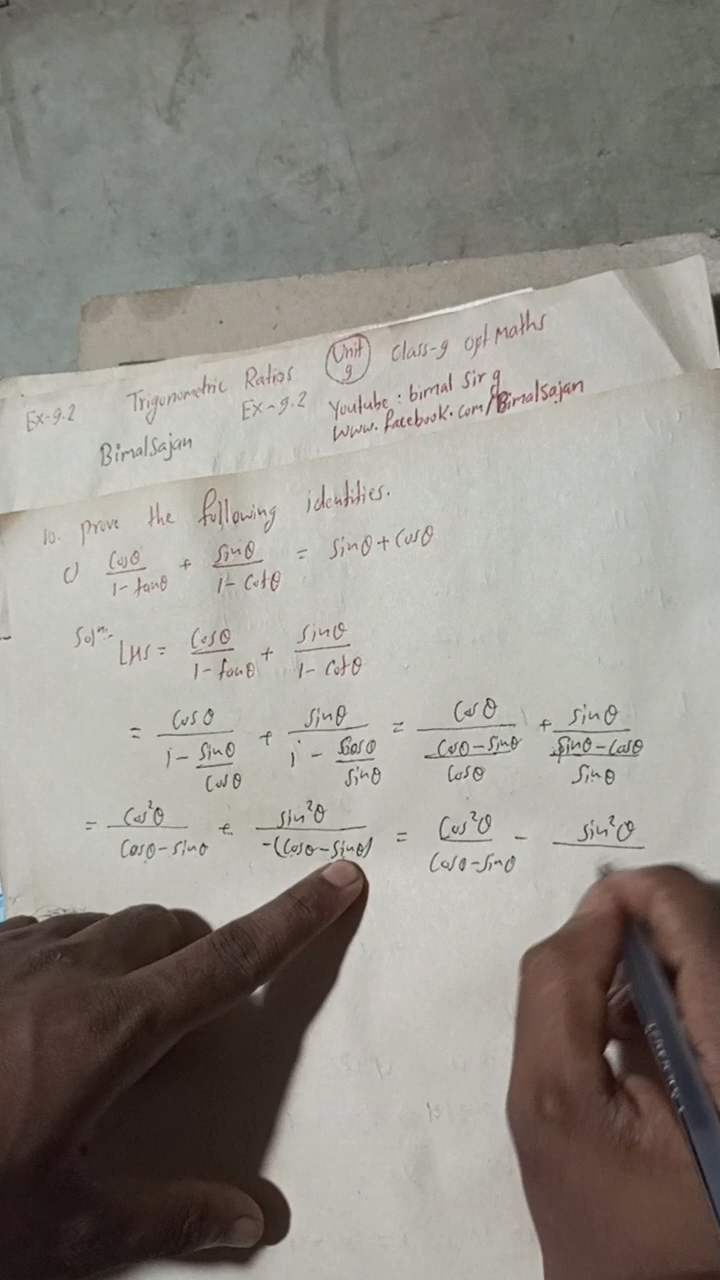 Ex-9.2 Trigonometric Ratios Unit 9 Class-9 opt Maths
BimalSajan Ex-9.2 Youtube: bimal Sir g
www.facebook.com/BimalSajan
10. prove the following identities.
c) Cosθ/1-tanθ + Sinθ/1-Cotθ = Sinθ+Cosθ
Solⁿ:- LHS = Cosθ/1-tanθ + Sinθ/1-Cotθ
= Cosθ/(1-Sinθ/Cosθ) + Sinθ/(1-Cosθ/Sinθ) = Cosθ/((Cosθ-Sinθ)/Cosθ) + Sinθ/((Sinθ-Cosθ)/Sinθ)
= Cos²θ/Cosθ-Sinθ + Sin²θ/-(Cosθ-Sinθ) = Cos²θ/Cosθ-Sinθ - Sin²θ/